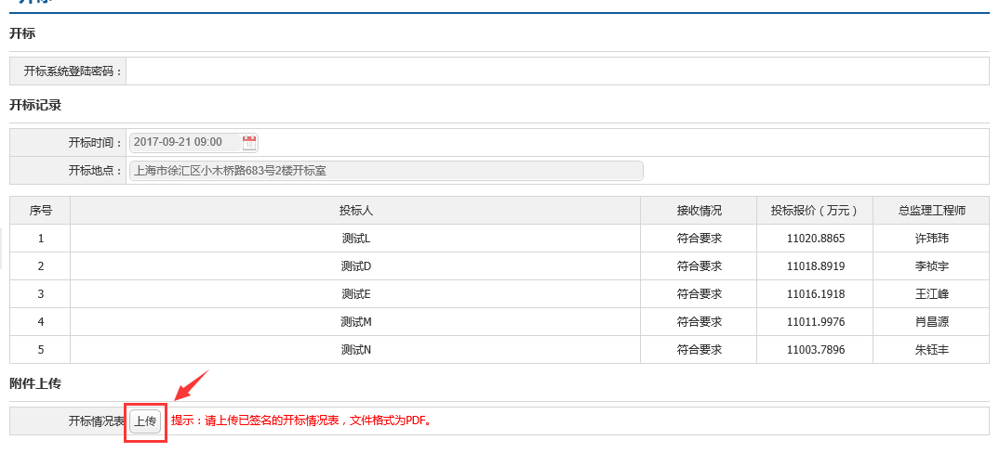 开标
开标系统登陆密码：
开标记录
开标时间： 2017-09-21 09:00
开标地点： 上海市徐汇区小木桥路683号2楼开标室
序号 投标人 接收情况 投标报价（万元） 总监理工程师
1 测试L 符合要求 11020.8865 许玮玮
2 测试D 符合要求 11018.8919 李祯宇
3 测试E 符合要求 11016.1918 王江峰
4 测试M 符合要求 11011.9976 肖昌源
5 测试N 符合要求 11003.7896 朱钰丰
附件上传
开标情况表 上传 提示：请上传已签名的开标情况表，文件格式为PDF。